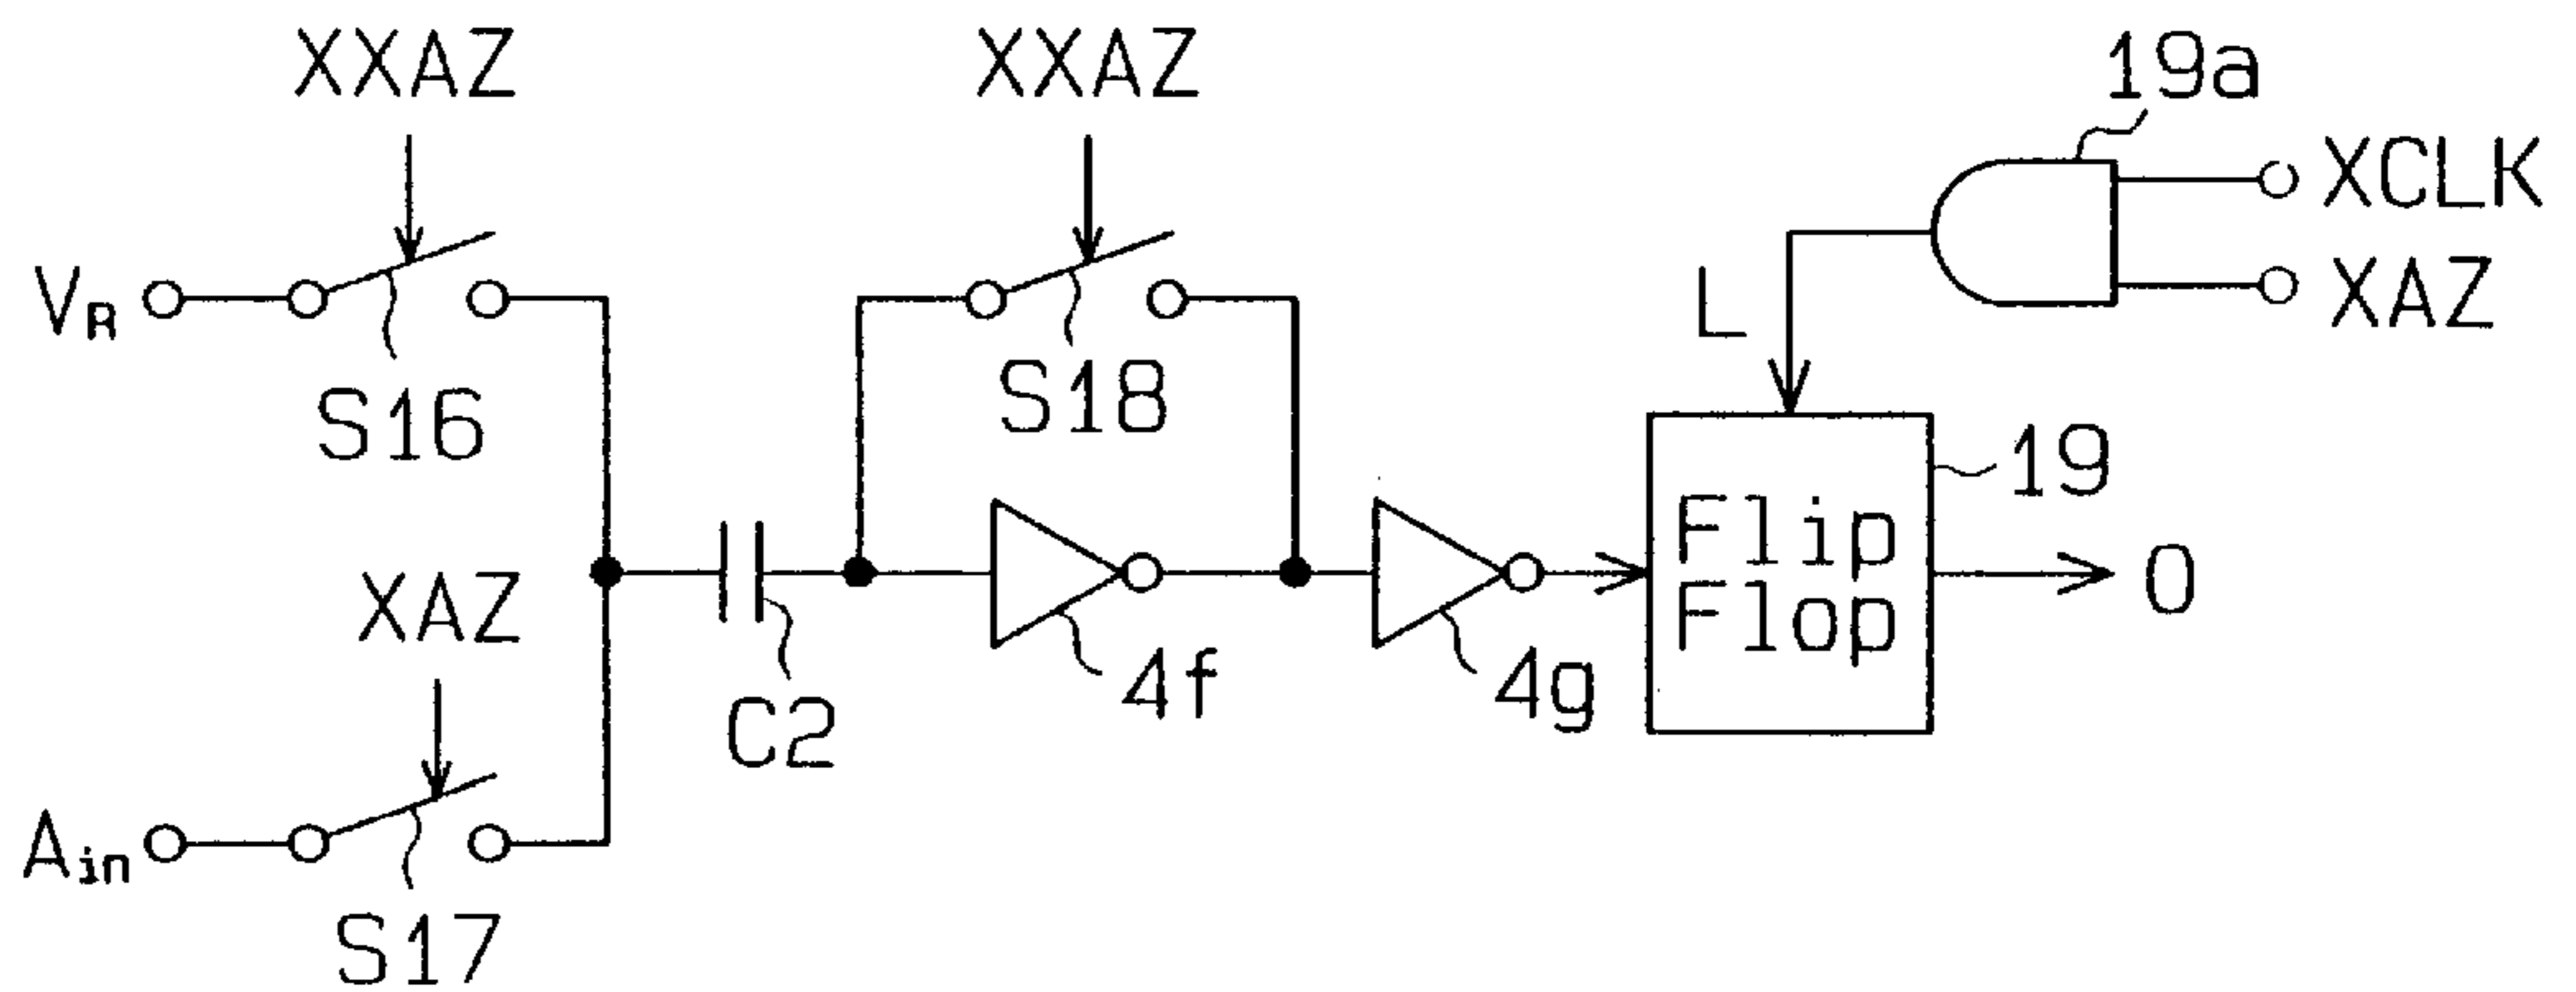 XXAZ
XXAZ
19a
XCLK
XAZ
VR
S16
S18
L
19
Flip
Flop
O
XAZ
C2
4f
4g
Ain
S17